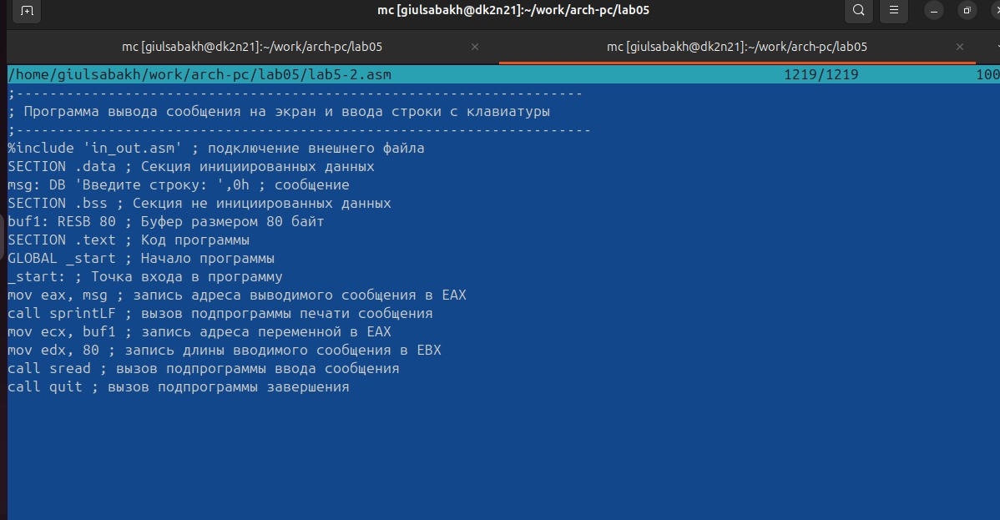 mc [giulsabakh@dk2n21]:~/work/arch-pc/lab05
mc [giulsabakh@dk2n21]:~/work/arch-pc/lab05 × mc [giulsabakh@dk2n21]:~/work/arch-pc/lab05 ×
/home/giulsabakh/work/arch-pc/lab05/lab5-2.asm 1219/1219 100
;--------------------------------------------------------------------
; Программа вывода сообщения на экран и ввода строки с клавиатуры
;---------------------------------------------------------------------
%include 'in_out.asm' ; подключение внешнего файла
SECTION .data ; Секция инициированных данных
msg: DB 'Введите строку: ',0h ; сообщение
SECTION .bss ; Секция не инициированных данных
buf1: RESB 80 ; Буфер размером 80 байт
SECTION .text ; Код программы
GLOBAL _start ; Начало программы
_start: ; Точка входа в программу
mov eax, msg ; запись адреса выводимого сообщения в EAX
call sprintLF ; вызов подпрограммы печати сообщения
mov ecx, buf1 ; запись адреса переменной в EAX
mov edx, 80 ; запись длины вводимого сообщения в EBX
call sread ; вызов подпрограммы ввода сообщения
call quit ; вызов подпрограммы завершения